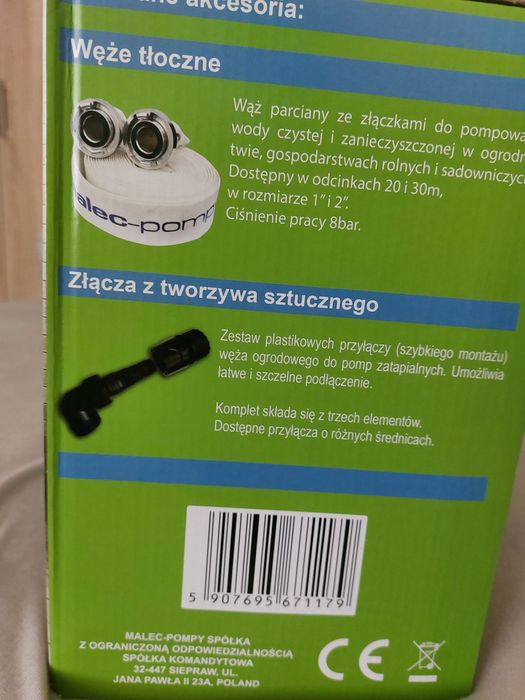 akcesoria:
Węże tłoczne
Wąż parciany ze złączkami do
wody czystej i zanieczyszczonej w
twie, gospodarstwach rolnych i
Dostępny w odcinkach 20 i 30m,
w rozmiarze 1" i 2".
Ciśnienie pracy 8bar.
alec-pomp
Złącza z tworzywa sztucznego
Zestaw plastikowych przyłączy (szybkiego montażu)
węża ogrodowego do pomp zatapialnych. Umożliwia
łatwe i szczelne podłączenie.
Komplet składa się z trzech elementów.
Dostępne przyłącza o różnych średnicach.
5 907695 671179
MALEC-POMPY SPÓŁKA
Z OGRANICZONĄ ODPOWIEDZIALNOŚCIĄ
SPÓŁKA KOMANDYTOWA
32-447 SIEPRAW, UL.
JANA PAWŁA II 23A, POLAND
CE